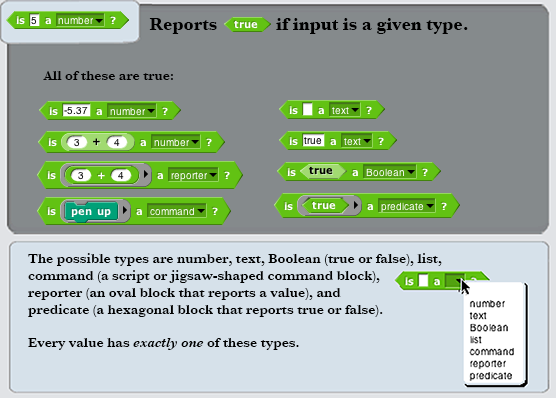 is 5 a number ?
Reports true if input is a given type.
All of these are true:
is -5.37 a number ?
is a text ?
is 3 + 4 a number ?
is true a text ?
is 3 + 4 a reporter ?
is true a Boolean ?
is pen up a command ?
is true a predicate ?
The possible types are number, text, Boolean (true or false), list,
command (a script or jigsaw-shaped command block),
reporter (an oval block that reports a value), and
predicate (a hexagonal block that reports true or false).
Every value has exactly one of these types.
is a ?
number
text
Boolean
list
command
reporter
predicate